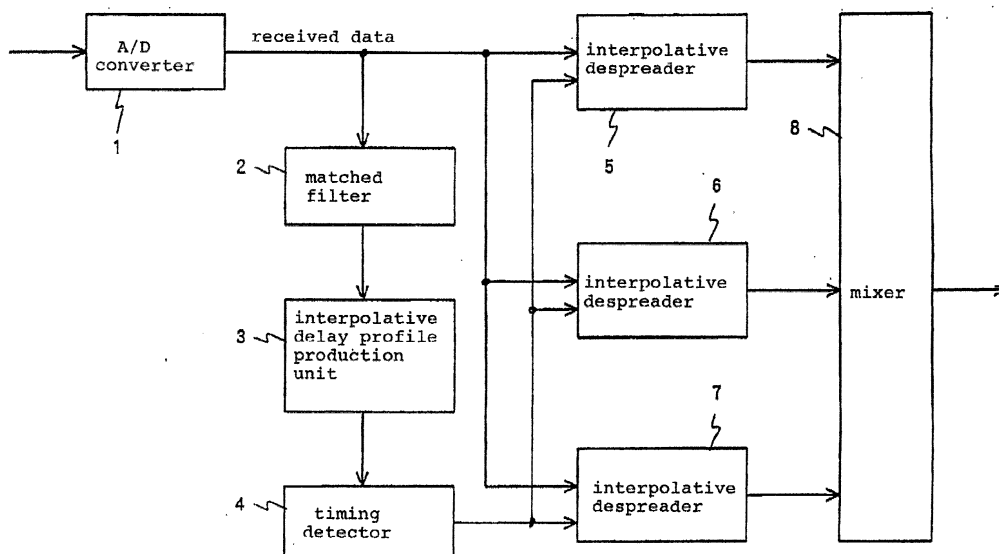 A/D
converter
1
received data
interpolative
despreader
5
8
2
matched
filter
6
interpolative
despreader
mixer
3
interpolative
delay profile
production
unit
7
interpolative
despreader
4
timing
detector